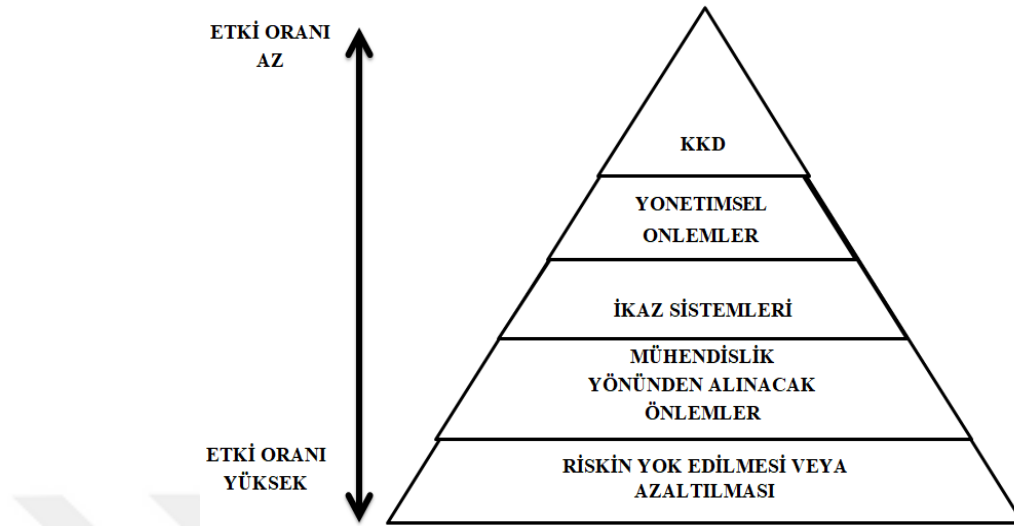 ETKİ ORANI
AZ
KKD
YONETIMSEL
ONLEMLER
İKAZ SİSTEMLERİ
MÜHENDİSLİK
YÖNÜNDEN ALINACAK
ÖNLEMLER
ETKİ ORANI
YÜKSEK
RİSKİN YOK EDİLMESİ VEYA
AZALTILMASI